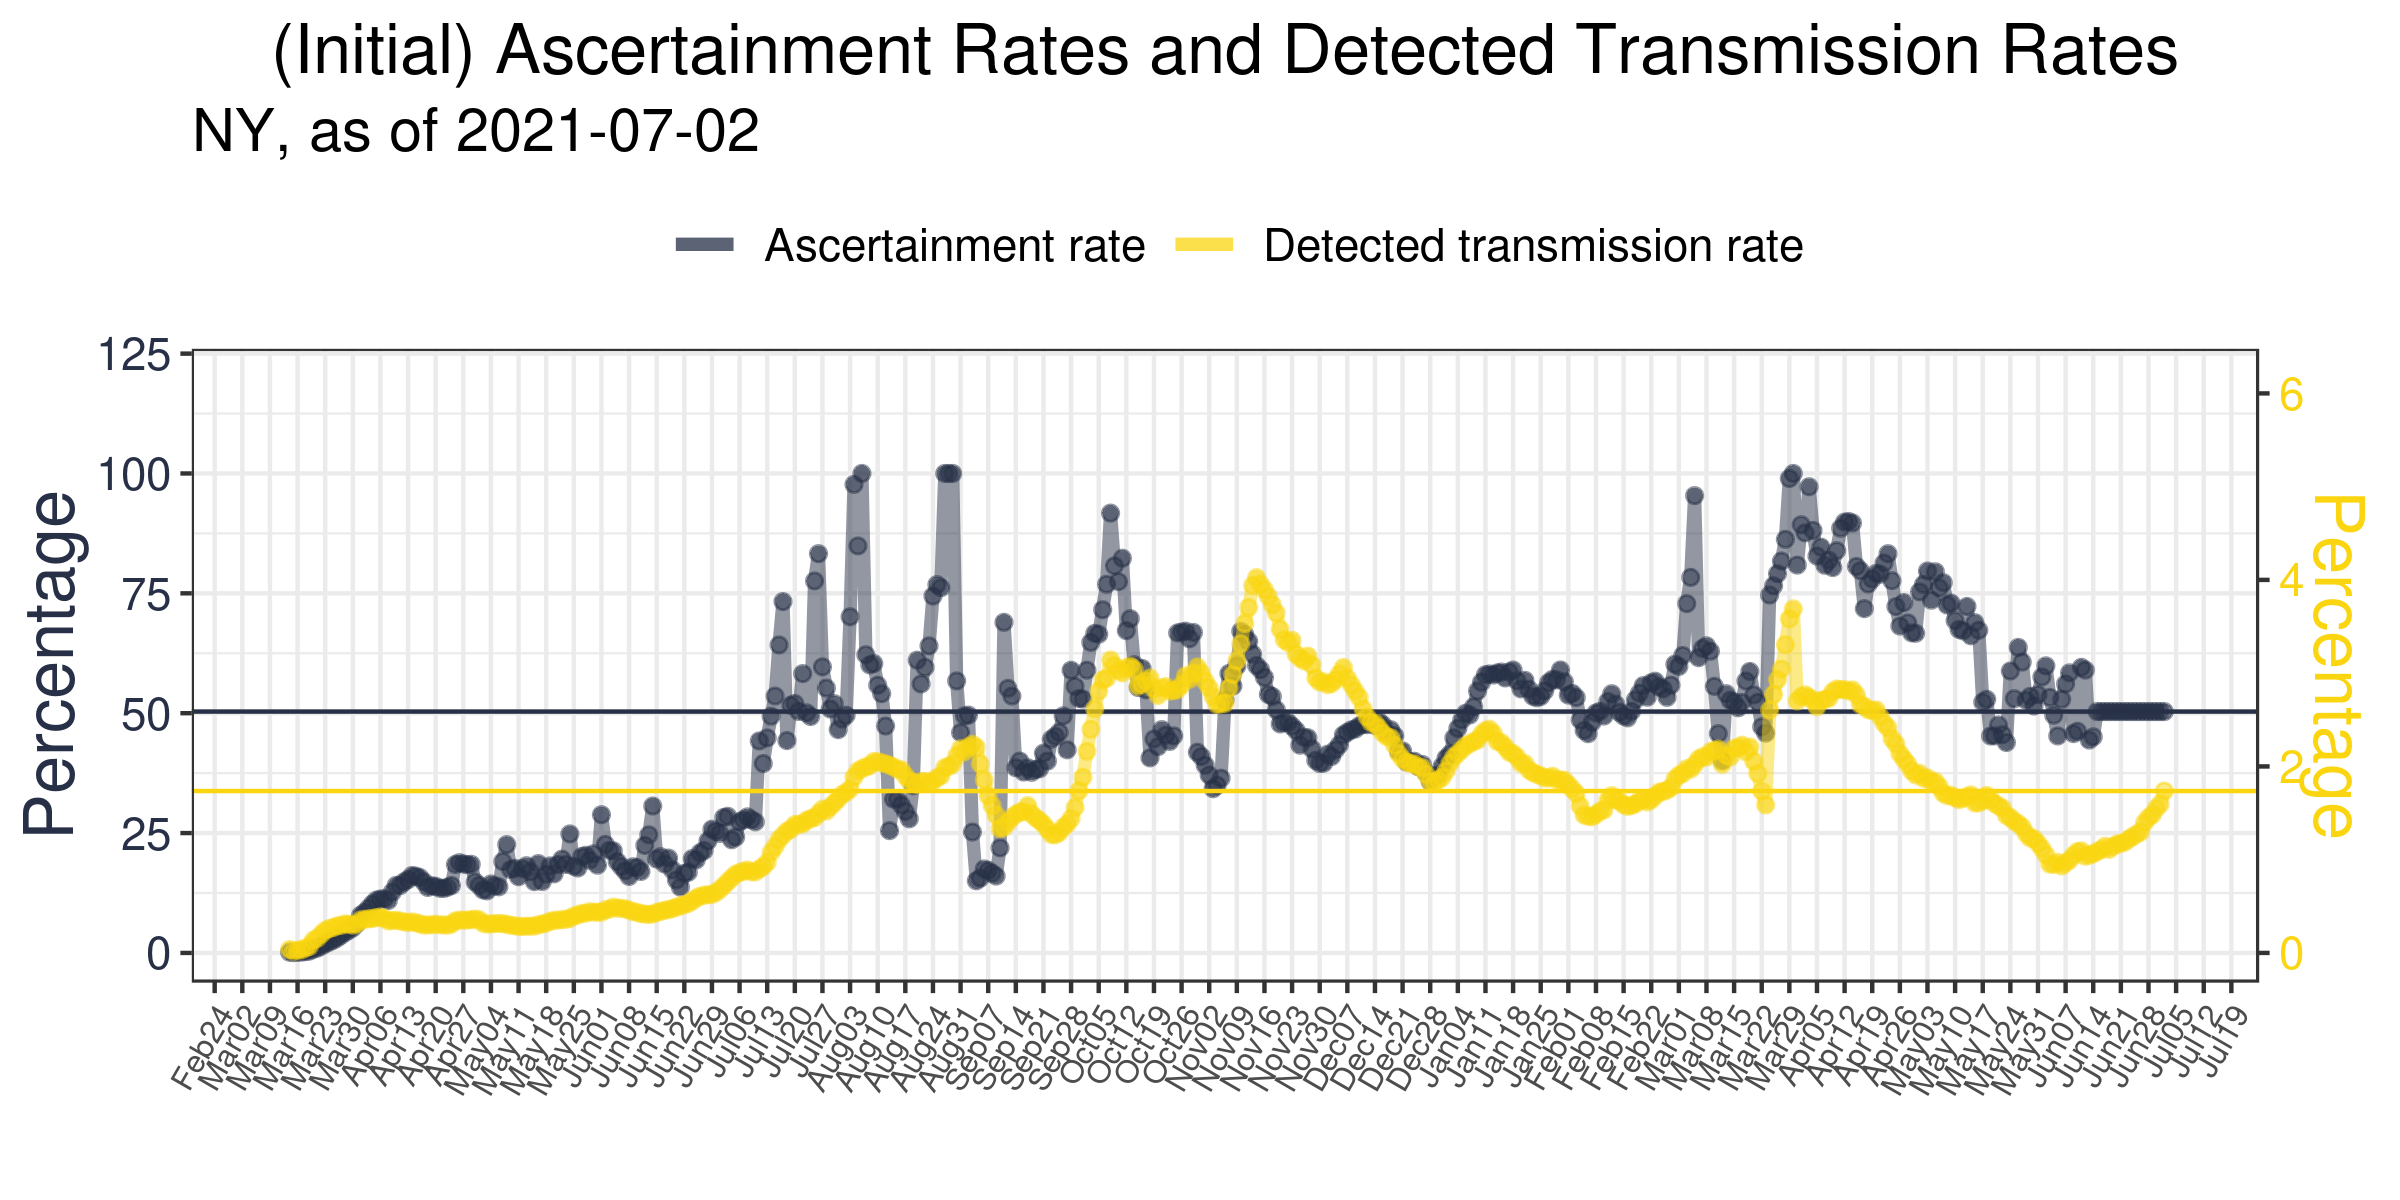 (Initial) Ascertainment Rates and Detected Transmission Rates
NY, as of 2021-07-02
Ascertainment rate
Detected transmission rate
Percentage
125
100
75
50
25
0
6
4
2
0
Percentage
Feb24
Mar02
Mar09
Mar16
Mar23
Mar30
Apr06
Apr13
Apr20
Apr27
May04
May11
May18
May25
Jun01
Jun08
Jun15
Jun22
Jun29
Jul06
Jul13
Jul20
Jul27
Aug03
Aug10
Aug17
Aug24
Aug31
Sep07
Sep14
Sep21
Sep28
Oct05
Oct12
Oct19
Oct26
Nov02
Nov09
Nov16
Nov23
Nov30
Dec07
Dec14
Dec21
Dec28
Jan04
Jan11
Jan18
Jan25
Feb01
Feb08
Feb15
Feb22
Mar01
Mar08
Mar15
Mar22
Mar29
Apr05
Apr12
Apr19
Apr26
May03
May10
May17
May24
May31
Jun07
Jun14
Jun21
Jun28
Jul05
Jul12
Jul19